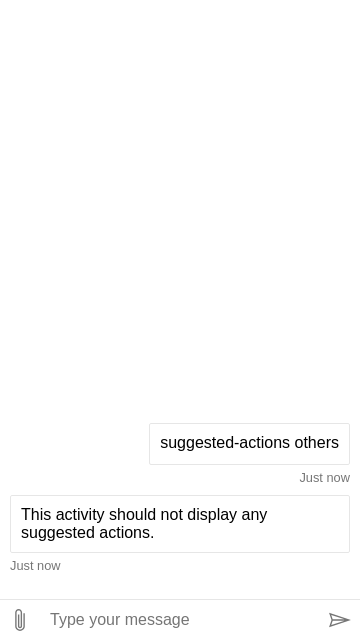 suggested-actions others
Just now
This activity should not display any
suggested actions.
Just now
Type your message